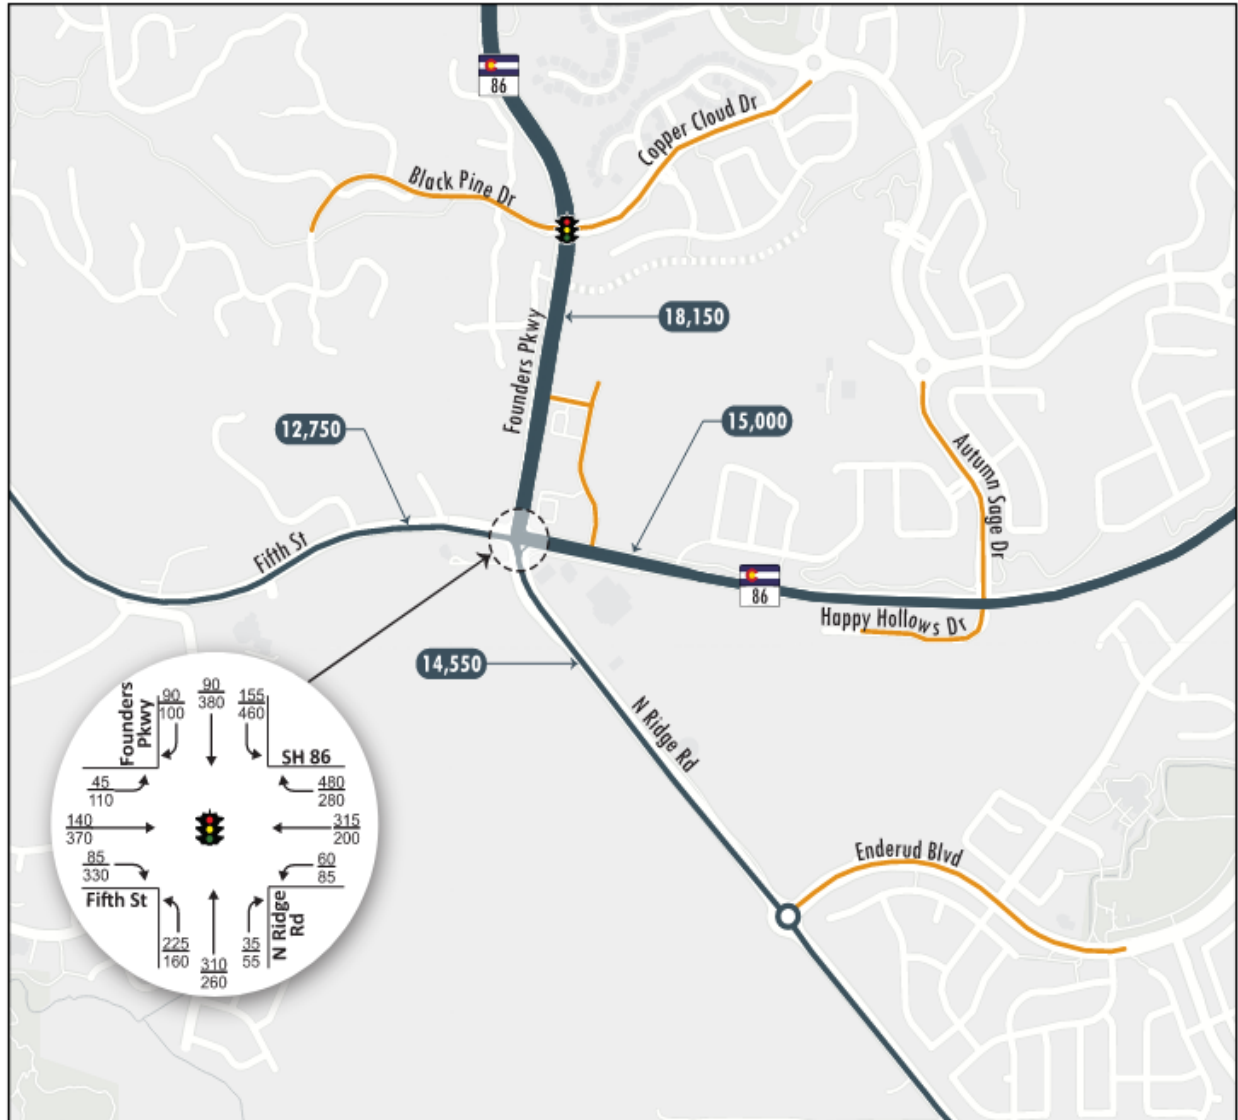 86
Copper Cloud Dr
Black Pine Dr
18,150
Founders Pkwy
12,750
15,000
Autumn Sage Dr
Fifth St
86
Happy Hollows Dr
14,550
N Ridge Rd
Enderud Blvd
Founders
Pkwy
90
100
90
380
155
460
SH 86
45
110
480
280
140
370
315
200
85
330
60
85
Fifth St
N Ridge
Rd
225
160
310
260
35
55